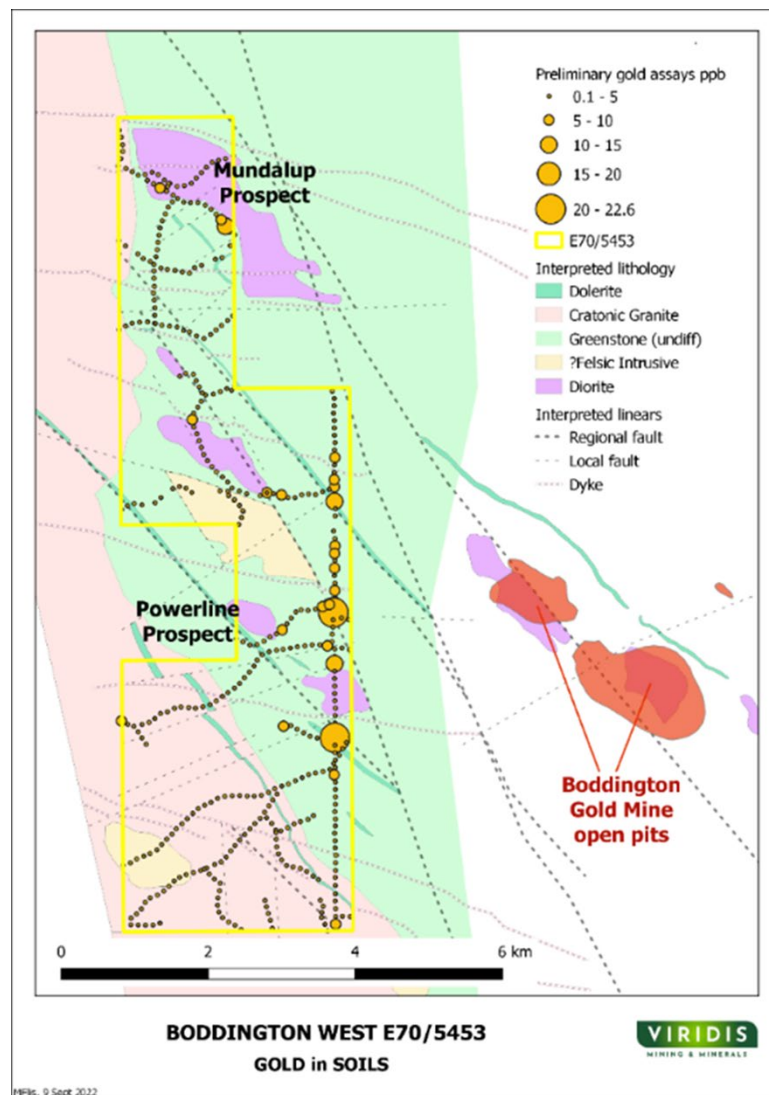 Preliminary gold assays ppb
0.1 - 5
5 - 10
10 - 15
15 - 20
20 - 22.6
E70/5453
Interpreted lithology
Dolerite
Cratonic Granite
Greenstone (undiff)
?Felsic Intrusive
Diorite
Interpreted linears
Regional fault
Local fault
Dyke
Mundalup
Prospect
Powerline
Prospect
Boddington
Gold Mine
open pits
0 2 4 6 km
BODDINGTON WEST E70/5453
GOLD in SOILS
VIRIDIS
MINING & MINERALS
9 Sept 2022